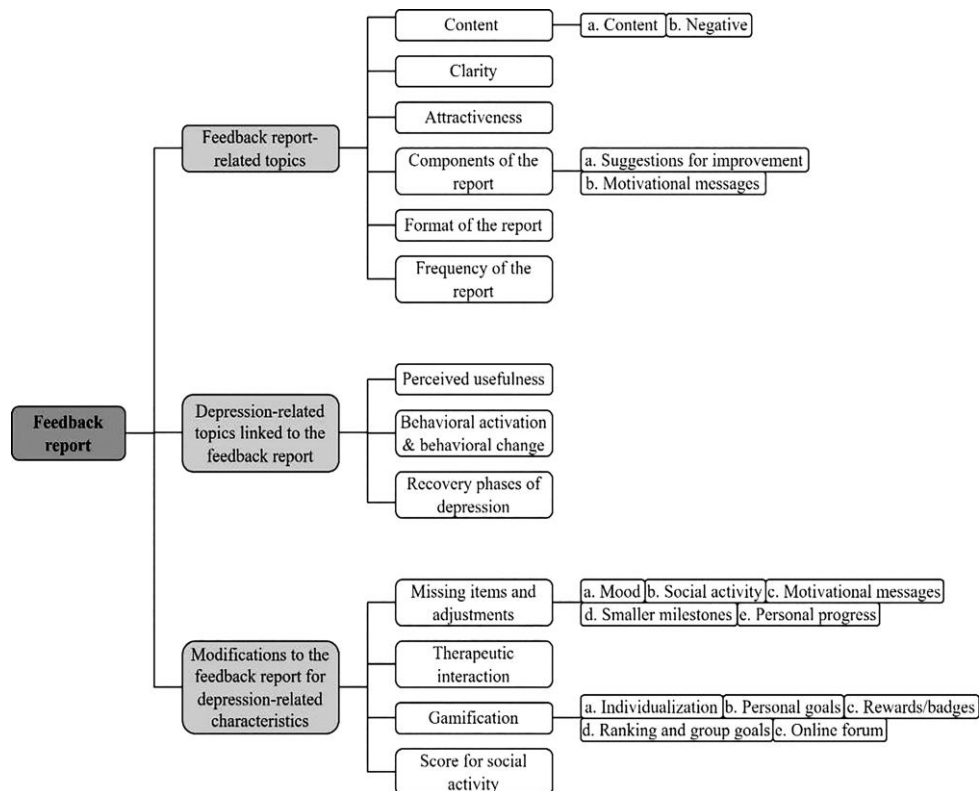 Content
a. Content b. Negative
Clarity
Attractiveness
Feedback report-
related topics
Components of the
report
a. Suggestions for improvement
b. Motivational messages
Format of the report
Frequency of the
report
Feedback
report
Depression-related
topics linked to the
feedback report
Perceived usefulness
Behavioral activation
& behavioral change
Recovery phases of
depression
Modifications to the
feedback report for
depression-related
characteristics
Missing items and
adjustments
a. Mood b. Social activity c. Motivational messages
d. Smaller milestones e. Personal progress
Therapeutic
interaction
Gamification
a. Individualization b. Personal goals c. Rewards/badges
d. Ranking and group goals e. Online forum
Score for social
activity